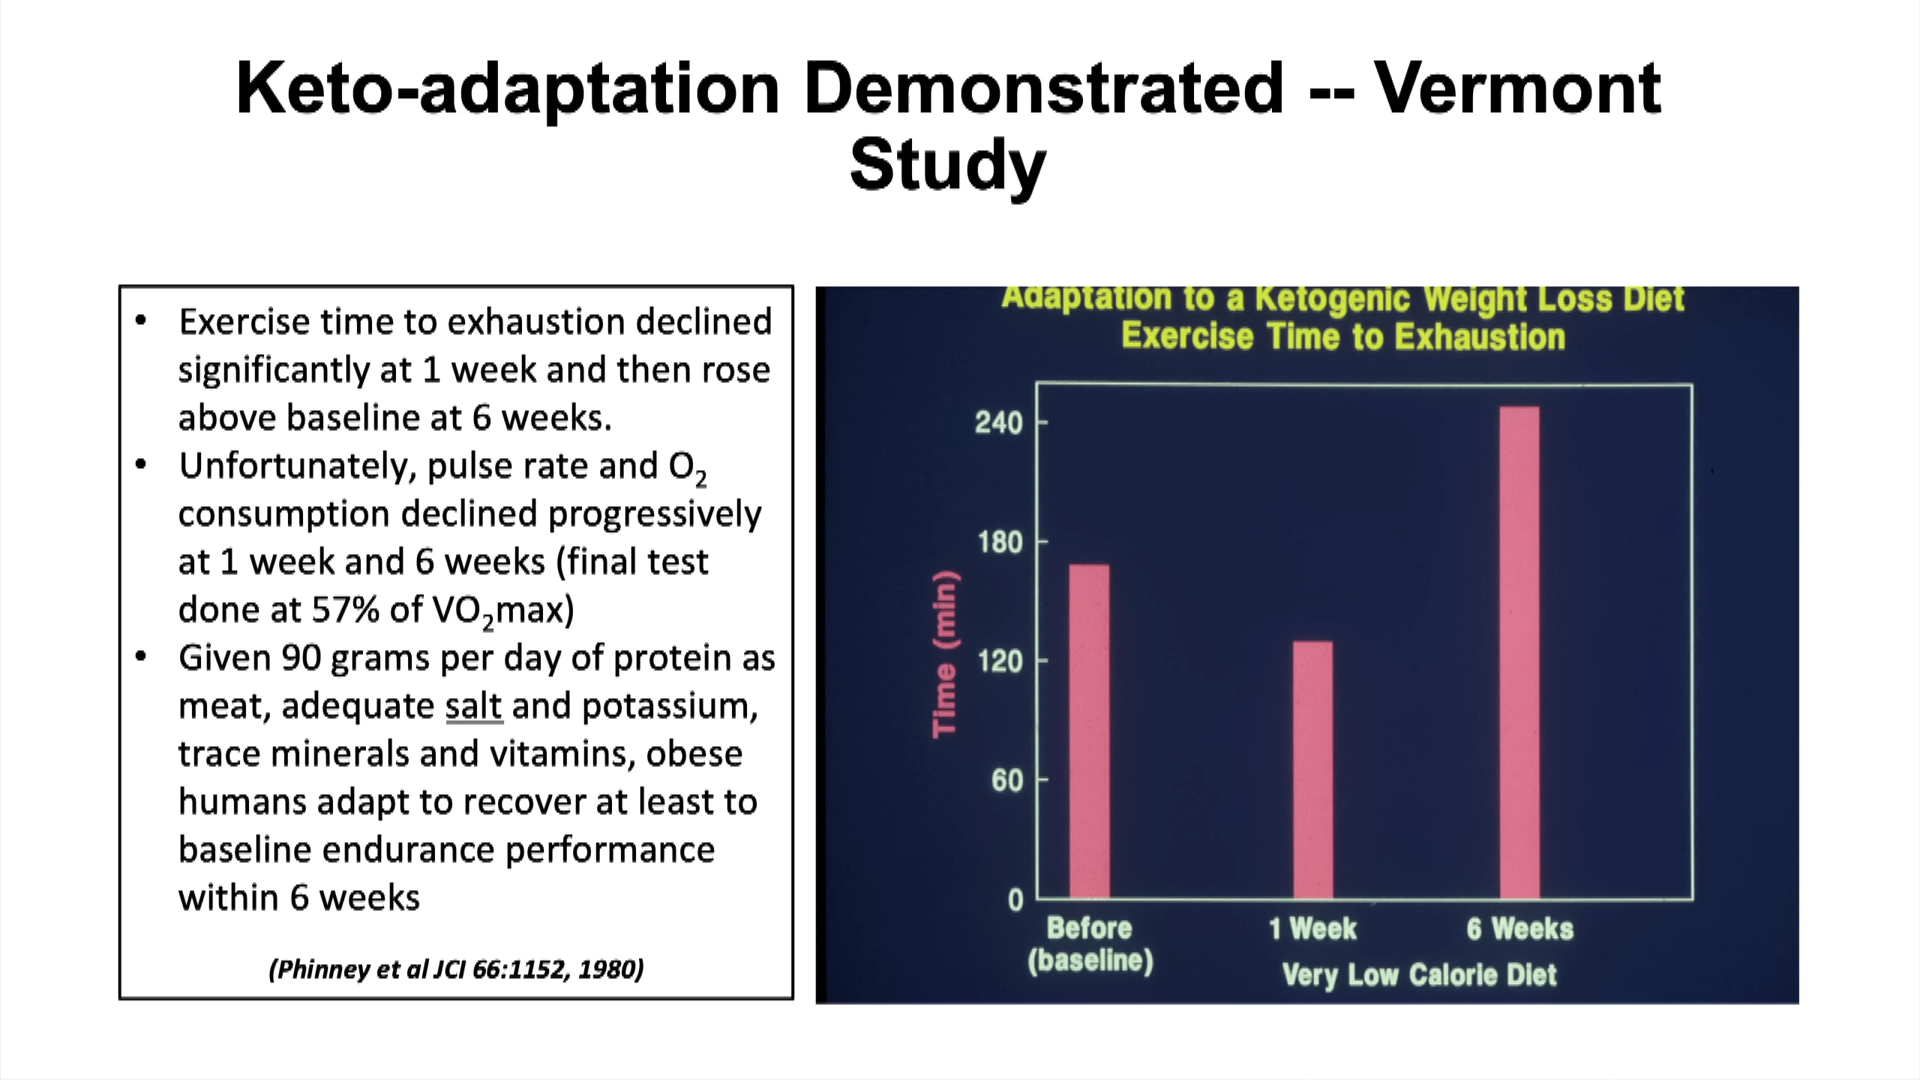 Keto-adaptation Demonstrated -- Vermont
Study
• Exercise time to exhaustion declined
significantly at 1 week and then rose
above baseline at 6 weeks.
• Unfortunately, pulse rate and O₂
consumption declined progressively
at 1 week and 6 weeks (final test
done at 57% of VO₂max)
• Given 90 grams per day of protein as
meat, adequate salt and potassium,
trace minerals and vitamins, obese
humans adapt to recover at least to
baseline endurance performance
within 6 weeks
(Phinney et al JCI 66:1152, 1980)
Adaptation to a Ketogenic Weight Loss Diet
Exercise Time to Exhaustion
Time (min)
240
180
120
60
0
Before
(baseline)
1 Week
6 Weeks
Very Low Calorie Diet